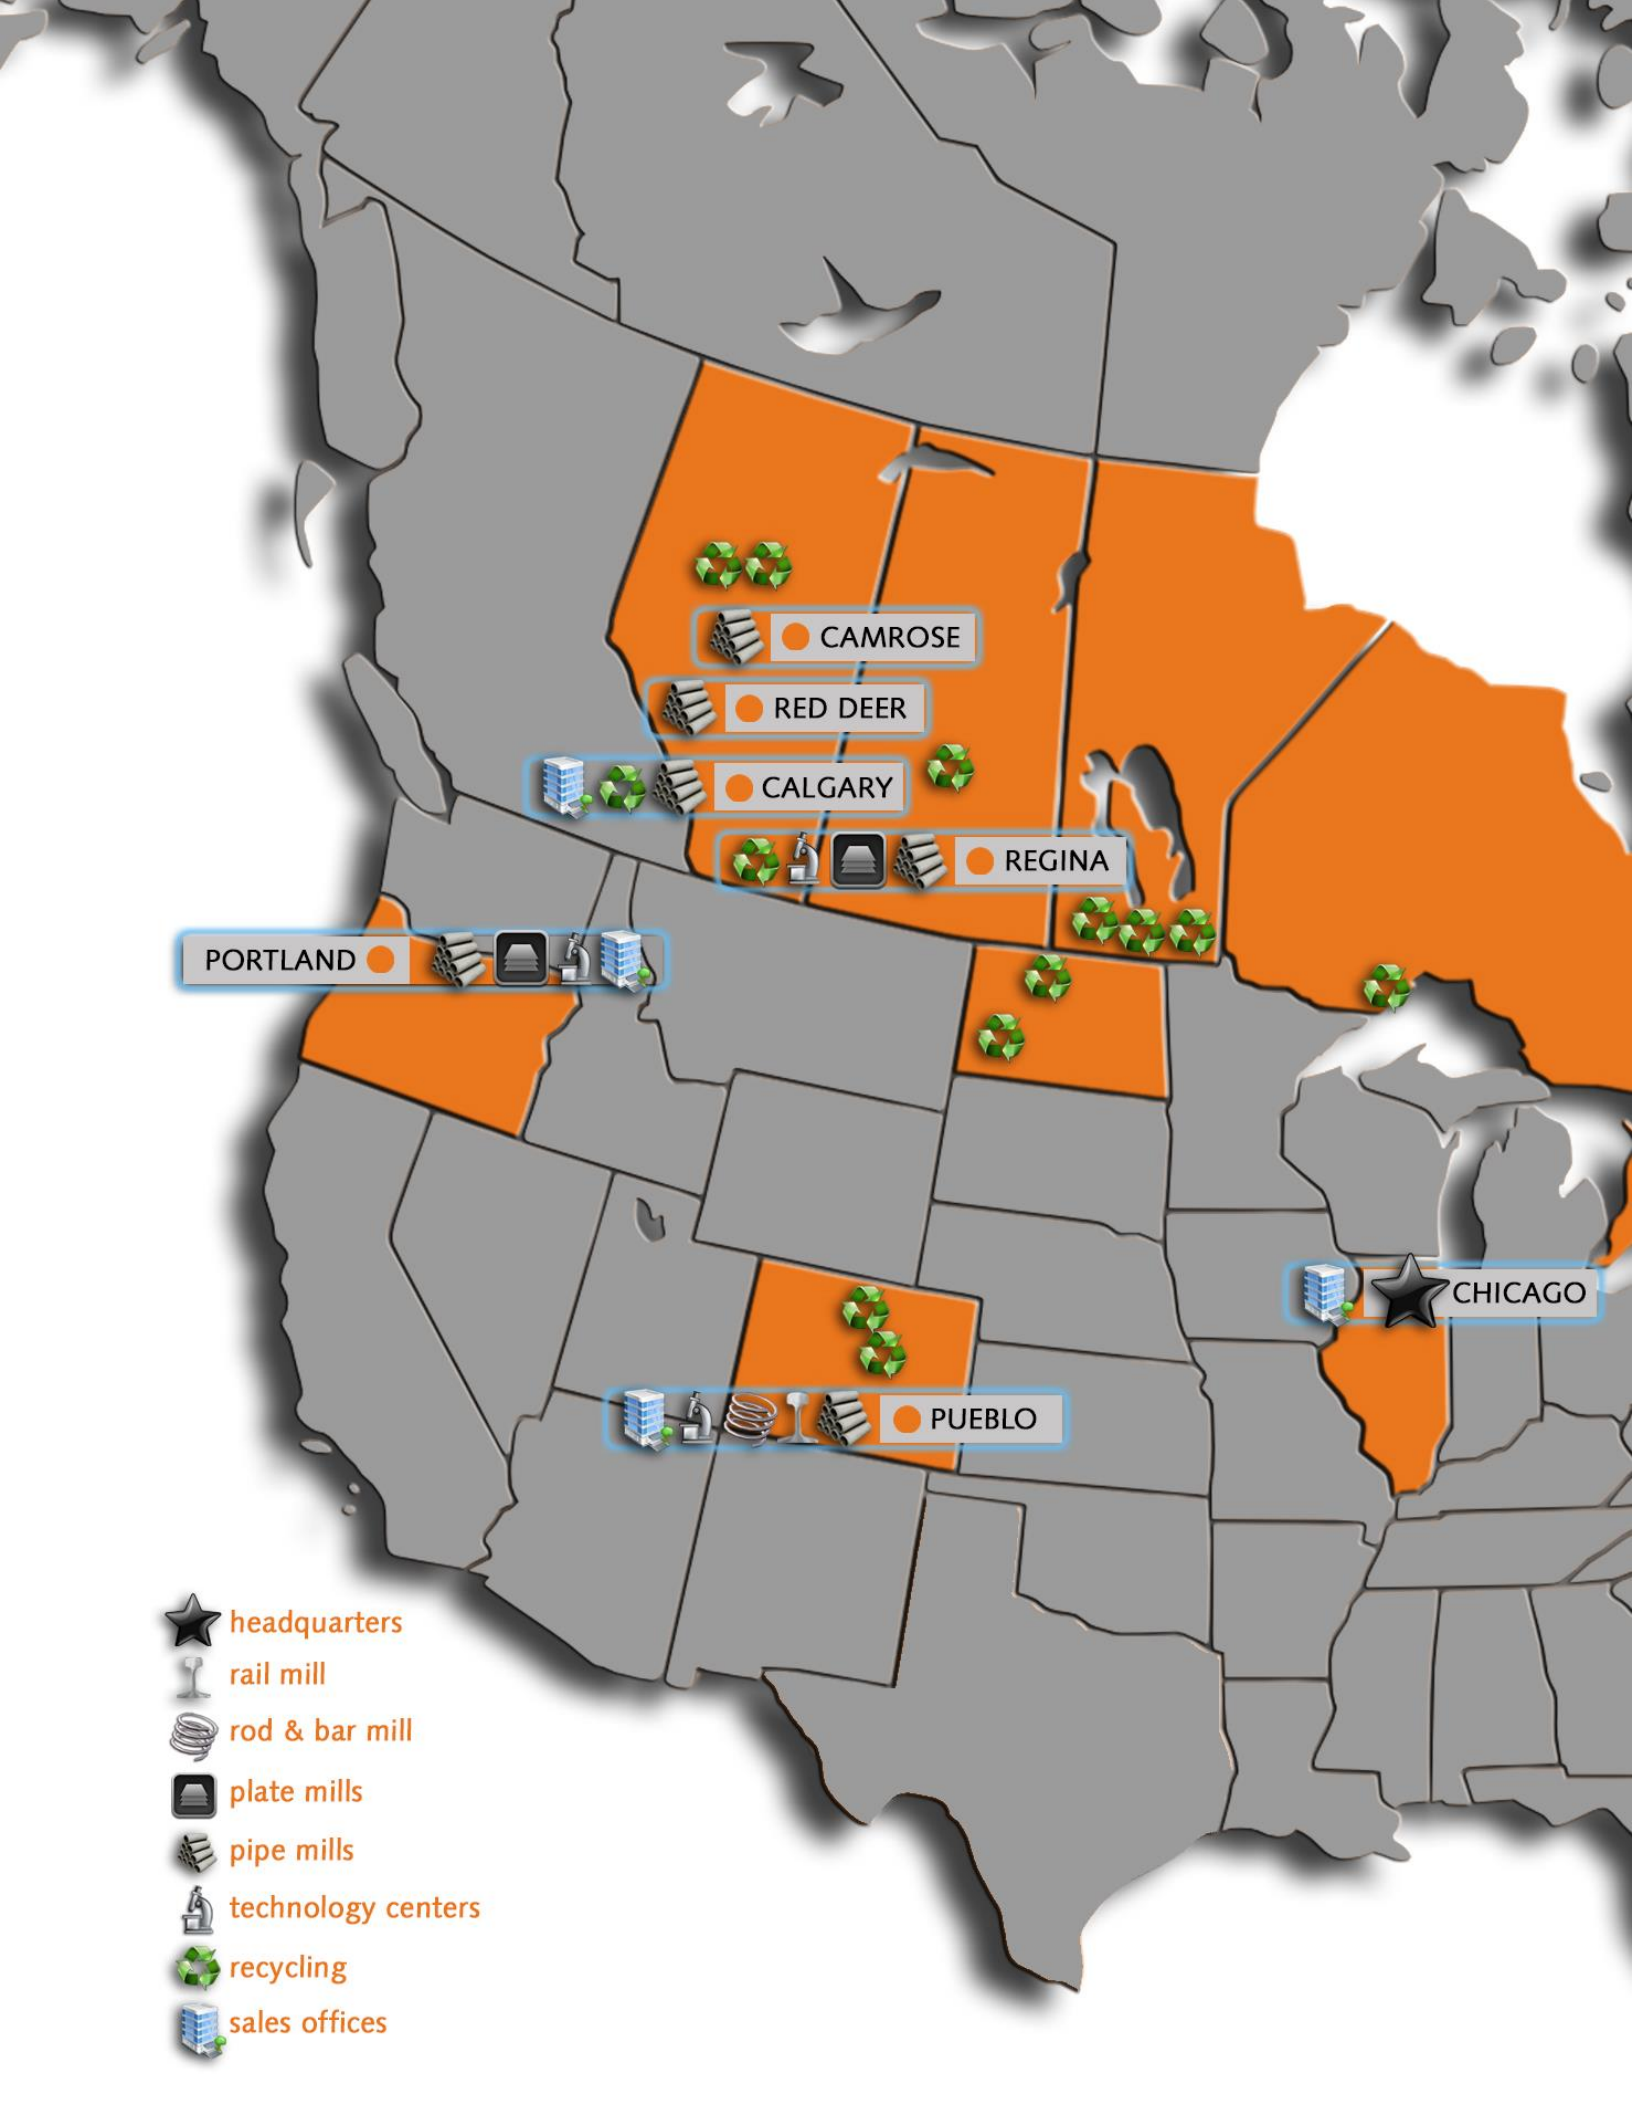 CAMROSE
RED DEER
CALGARY
REGINA
PORTLAND
CHICAGO
PUEBLO
headquarters
rail mill
rod & bar mill
plate mills
pipe mills
technology centers
recycling
sales offices